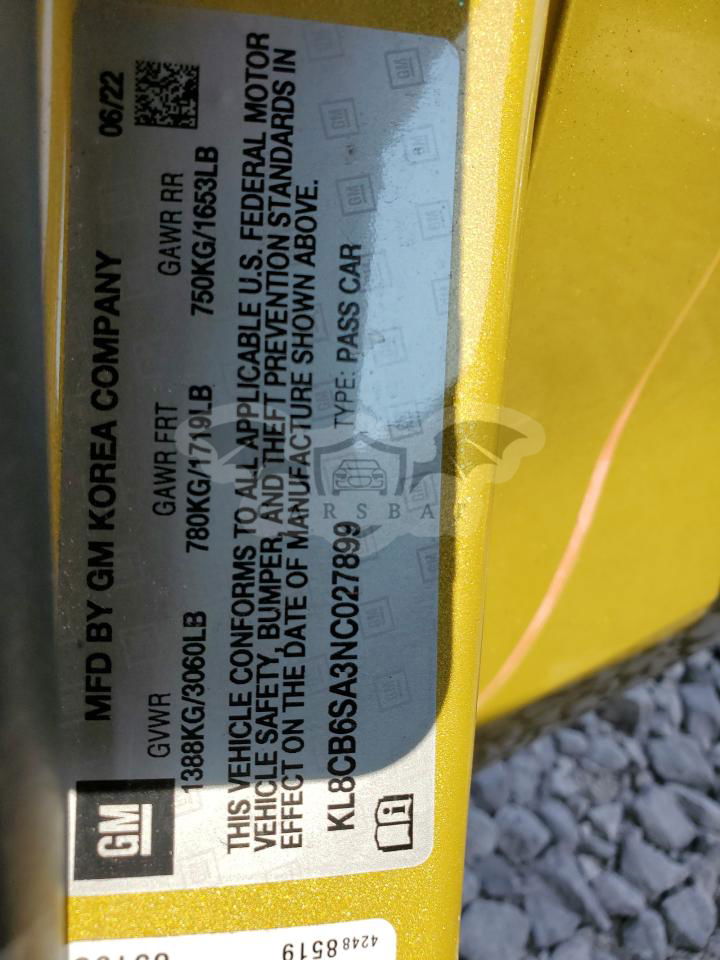 MFD BY GM KOREA COMPANY 06/22
GVWR GAWR FRT GAWR RR
1388KG/3060LB 780KG/1719LB 750KG/1653LB
THIS VEHICLE CONFORMS TO ALL APPLICABLE U.S. FEDERAL MOTOR
VEHICLE SAFETY, BUMPER, AND THEFT PREVENTION STANDARDS IN
EFFECT ON THE DATE OF MANUFACTURE SHOWN ABOVE.
KL8CB6SA3NC027899 TYPE: PASS CAR
GM
i
4248 8519